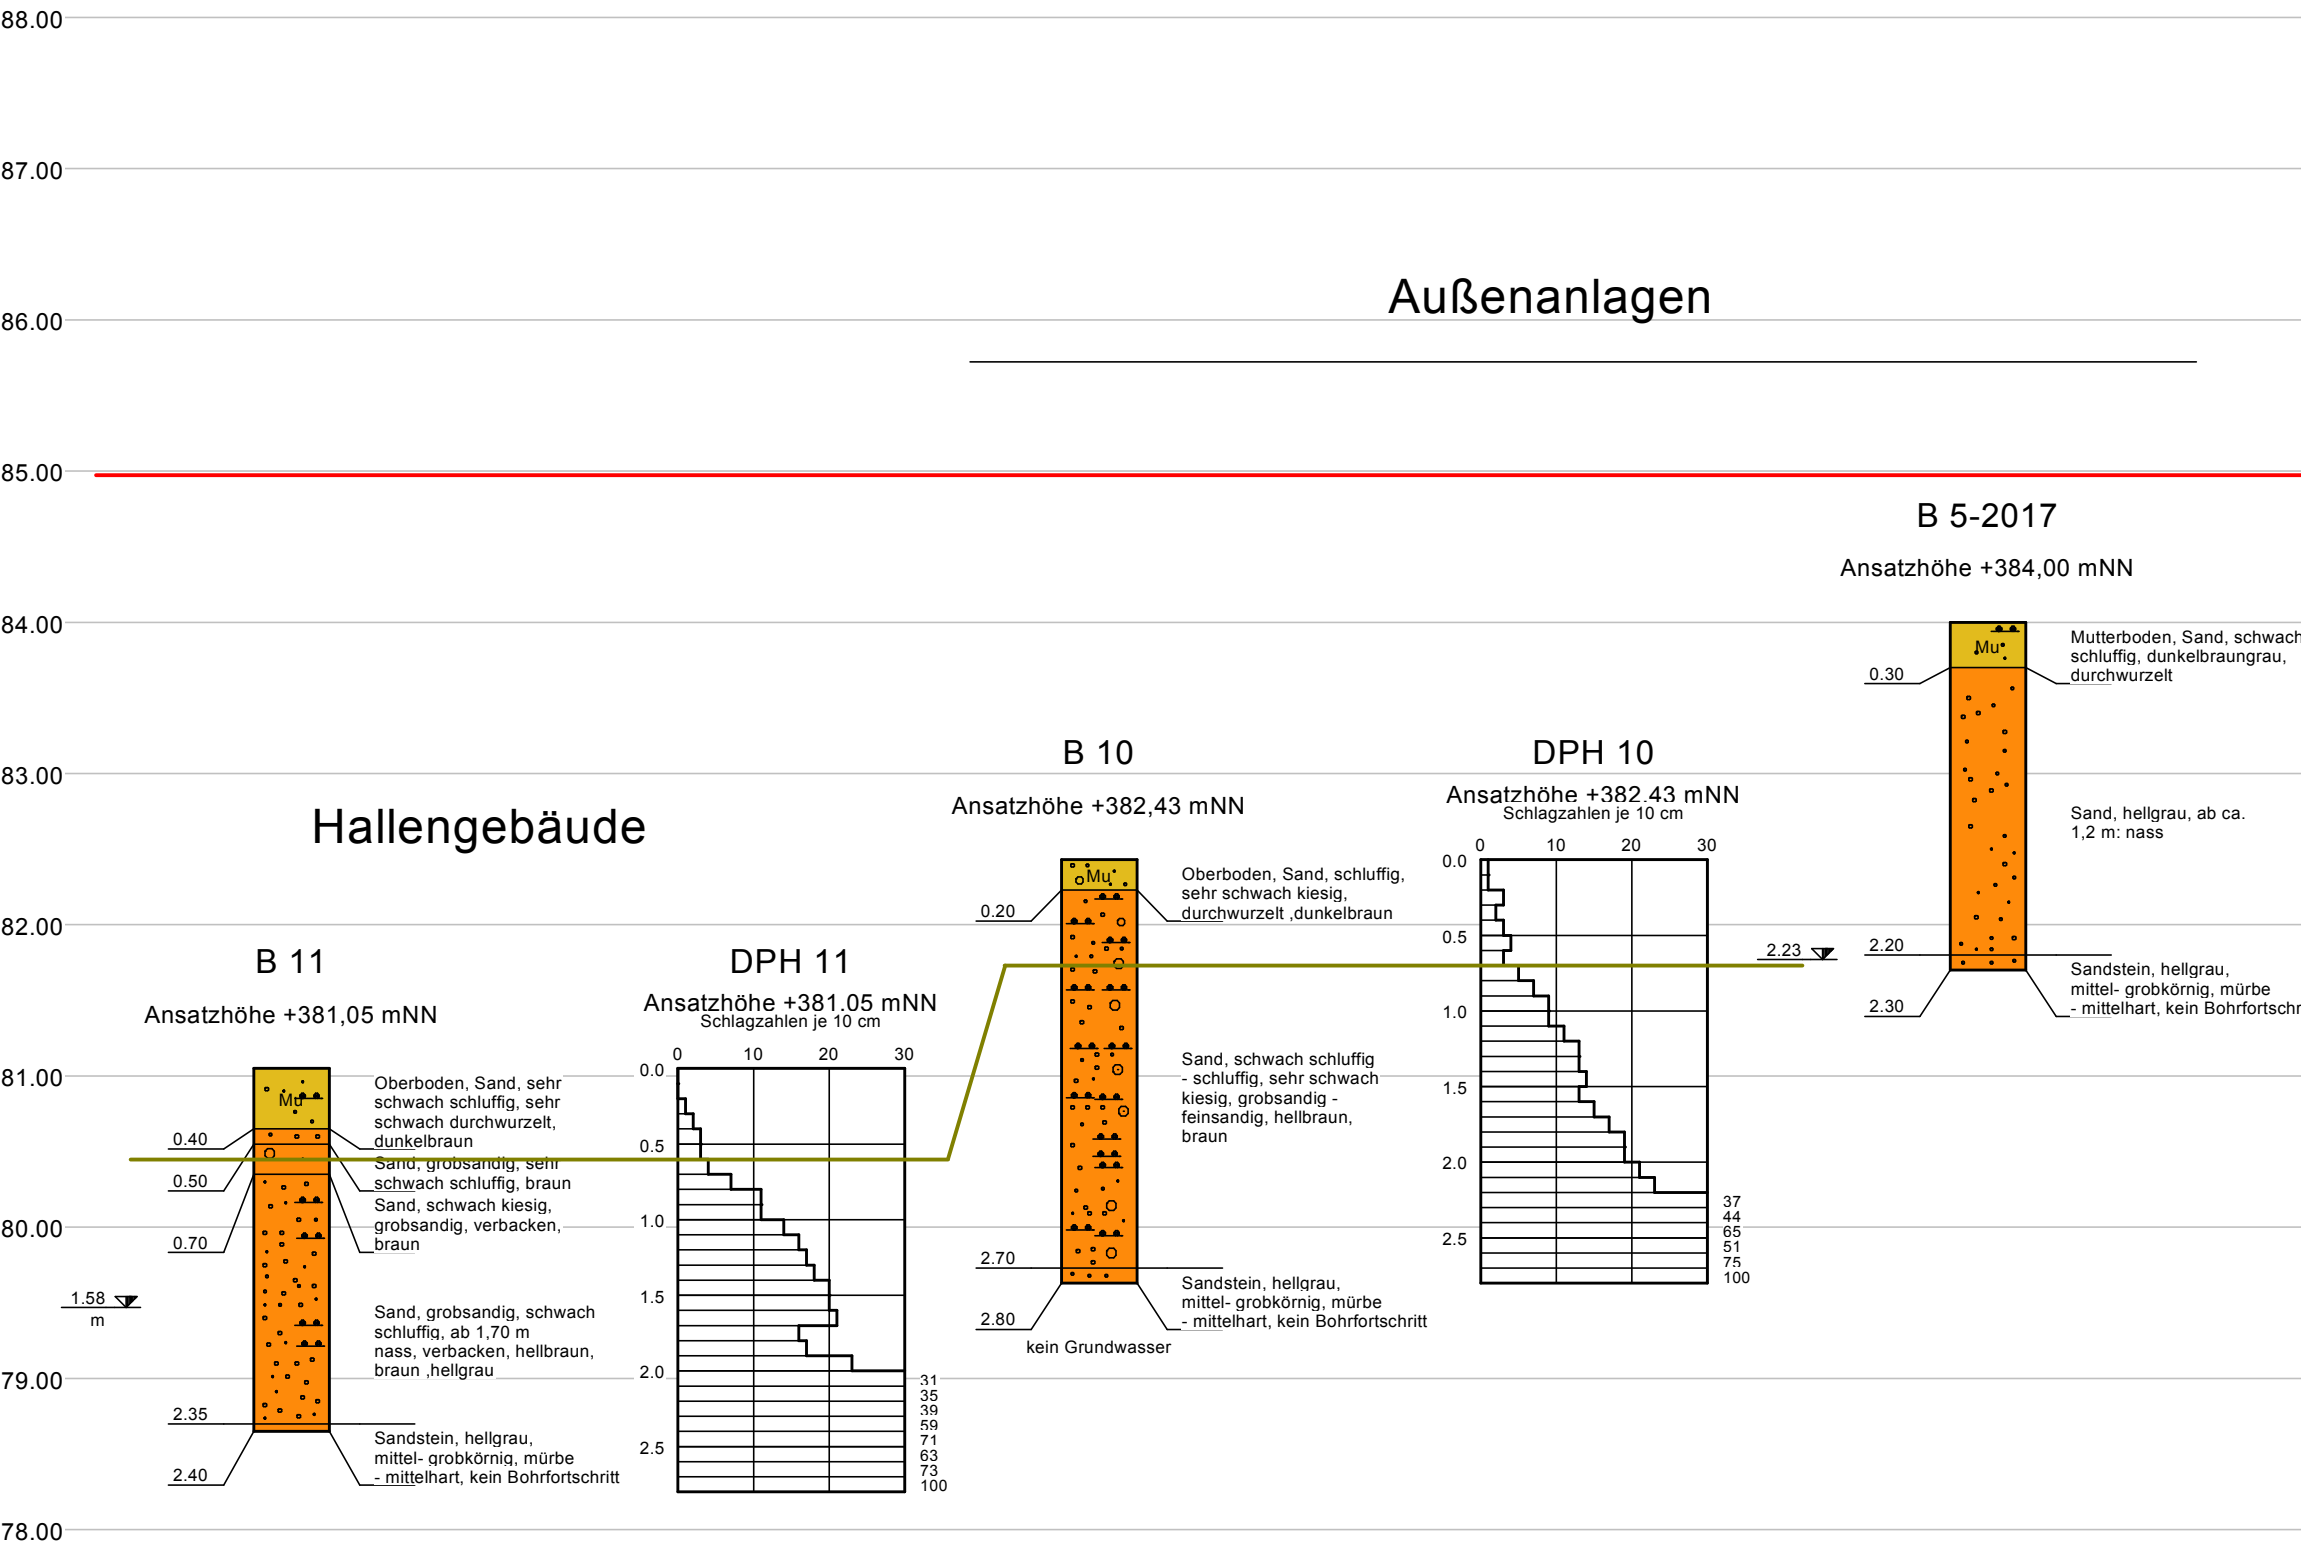 88.00
87.00
86.00
85.00
84.00
83.00
82.00
81.00
80.00
79.00
78.00
Außenanlagen
Hallengebäude
B 11
Ansatzhöhe +381,05 mNN
Mu
0.40
0.50
0.70
1.58
m
2.35
2.40
Oberboden, Sand, sehr
schwach schluffig, sehr
schwach durchwurzelt,
dunkelbraun
Sand, grobsandig, sehr
schwach schluffig, braun
Sand, schwach kiesig,
grobsandig, verbacken,
braun
Sand, grobsandig, schwach
schluffig, ab 1,70 m
nass, verbacken, hellbraun,
braun ,hellgrau
Sandstein, hellgrau,
mittel- grobkörnig, mürbe
- mittelhart, kein Bohrfortschritt
DPH 11
Ansatzhöhe +381.05 mNN
Schlagzahlen je 10 cm
0 10 20 30
0.0
0.5
1.0
1.5
2.0
2.5
31
35
39
59
71
63
73
100
B 10
Ansatzhöhe +382,43 mNN
Mu
0.20
2.70
2.80
kein Grundwasser
Oberboden, Sand, schluffig,
sehr schwach kiesig,
durchwurzelt ,dunkelbraun
Sand, schwach schluffig
- schluffig, sehr schwach
kiesig, grobsandig -
feinsandig, hellbraun,
braun
Sandstein, hellgrau,
mittel- grobkörnig, mürbe
- mittelhart, kein Bohrfortschritt
DPH 10
Ansatzhöhe +382.43 mNN
Schlagzahlen je 10 cm
0 10 20 30
0.0
0.5
1.0
1.5
2.0
2.5
37
44
65
51
75
100
B 5-2017
Ansatzhöhe +384,00 mNN
Mu
0.30
2.23
2.20
2.30
Mutterboden, Sand, schwach
schluffig, dunkelbraungrau,
durchwurzelt
Sand, hellgrau, ab ca.
1,2 m: nass
Sandstein, hellgrau,
mittel- grobkörnig, mürbe
- mittelhart, kein Bohrfortschr